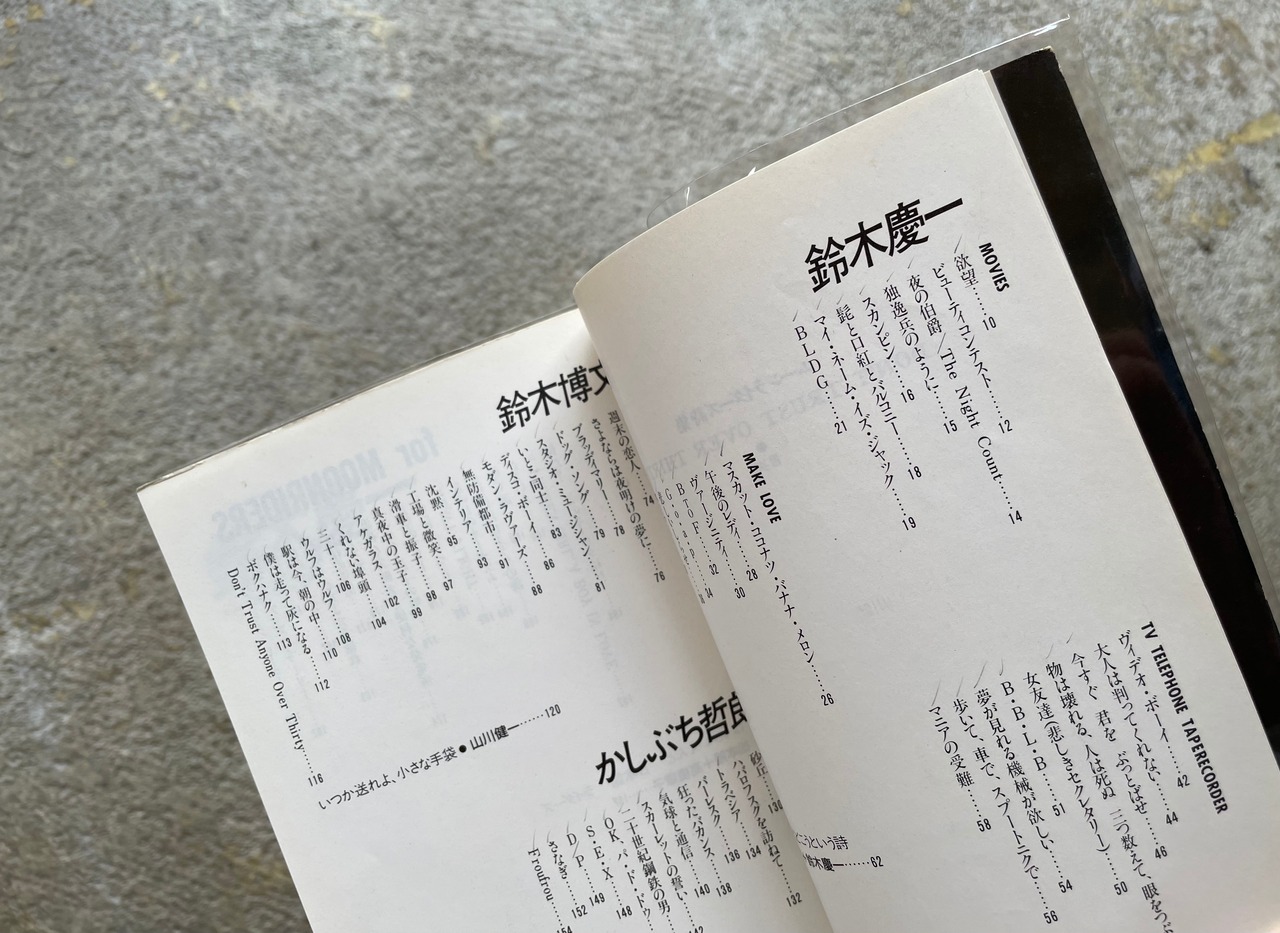 鈴木慶一
MOVIES
欲望……10
ビューティコンテスト……12
夜の伯爵／The Night Count……14
独逸兵のように……15
スカンピン……16
髭と口紅とバルコニー……18
マイ・ネーム・イズ・ジャック……19
BLDG……21
MAKE LOVE
マスカット・ココナツ・バナナ・メロン……26
午後のレディ……28
ヴァージニティ……30
BTOF……32
TV TELEPHONE TAPERECORDER
ヴィデオ・ボーイ……42
大人は判ってくれない……44
今すぐ 君を ぶっとばせ……46
物は壊れる、人は死ぬ 三つ数えて、眼を
女友達(悲しきセクレタリー)……50
B・B・L・B……51
夢が見れる機械が欲しい……54
歩いて、車で、スプートニクで……56
マニアの受難……58
こうという詩
鈴木慶一……62
鈴木博文
週末の恋人……74
さよならは夜明けの夢に……76
ブラッディマリー……78
ドッグ・ソング……79
スタジオ・ミュージシャン……81
いとこ同士……83
ディスコ・ボーイ……86
モダーン・ラヴァーズ……88
無防備都市……91
インテリア……93
沈黙……95
工場と微笑……97
滑車と振子……98
真夜中の玉子……99
アケガラス……102
くれない埠頭……104
三十……106
ウルフはウルフ……108
駅は今、朝の中……110
僕は走って灰になる……112
ボクハナク……113
Don't Trust Anyone Over Thirty……116
いつか送れよ、小さな手袋●山川健一……120
かしぶち哲郎
砂丘……130
ハバロフスクを訪ねて……132
トラベシア……134
バーレスク……136
狂ったバカンス……138
気球と通信……140
スカーレットの誓い……142
二十世紀鋼鉄の男
OK、パ・ド・ドゥ……148
S・E・X……149
D／P……152
さなぎ……154
Froufrou